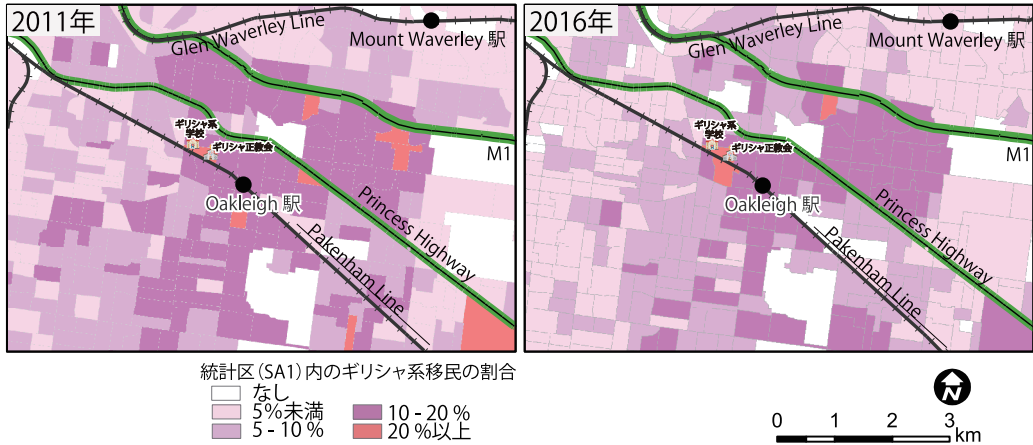 2011年
Glen Waverley Line
Mount Waverley 駅
ギリシャ系
学校
ギリシャ正教会
M1
Oakleigh 駅
Princess Highway
Pakenham Line
2016年
Glen Waverley Line
Mount Waverley 駅
ギリシャ系
学校
ギリシャ正教会
M1
Oakleigh 駅
Princess Highway
Pakenham Line
統計区(SA1)内のギリシャ系移民の割合
なし
5%未満
5 - 10 %
10 - 20 %
20 %以上
N
0 1 2 3
km